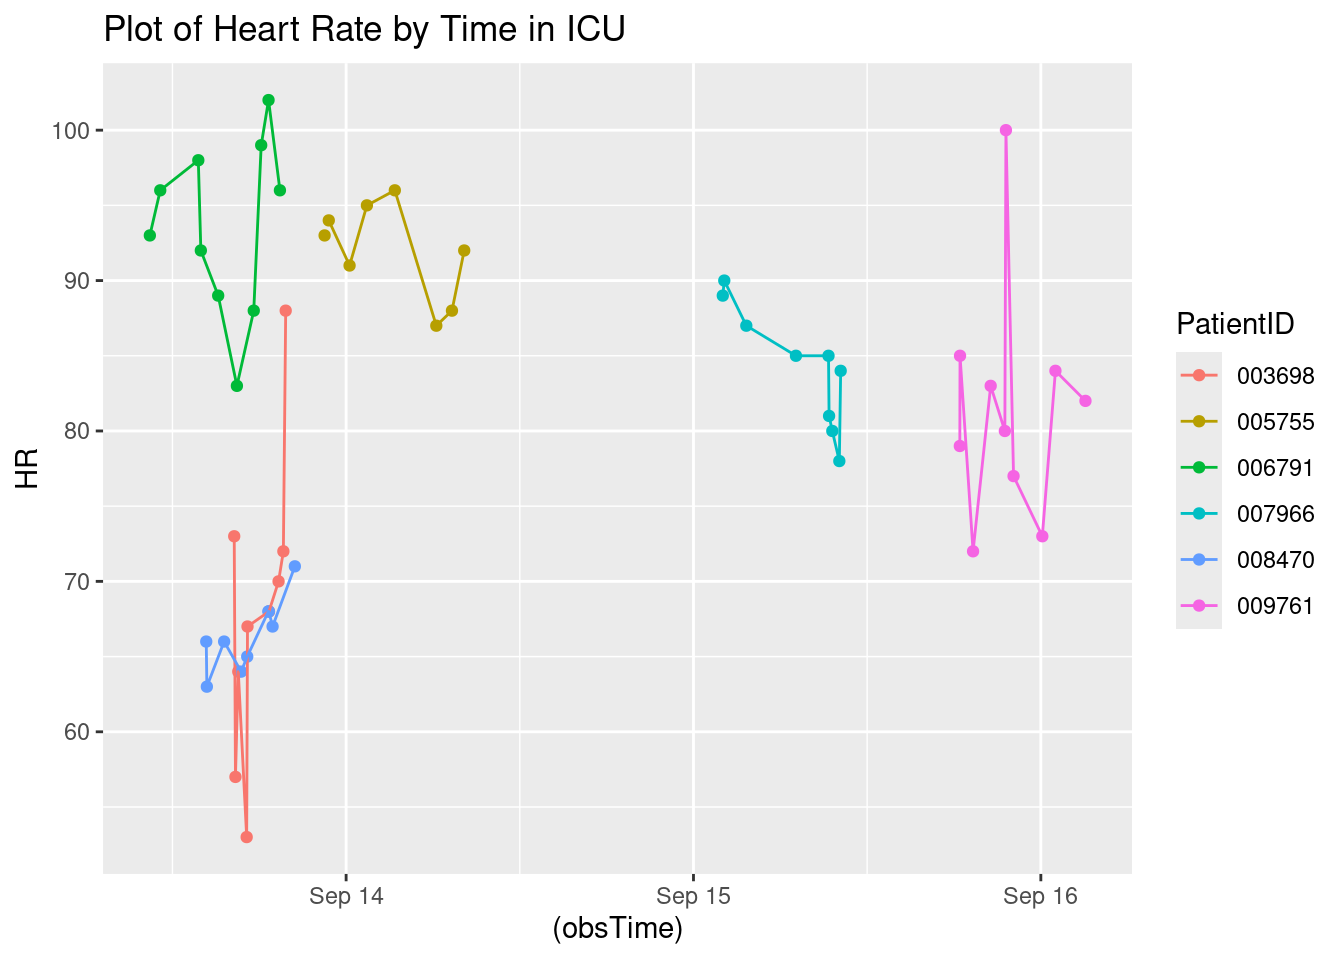 Plot of Heart Rate by Time in ICU
HR
100
90
80
70
60
Sep 14
Sep 15
Sep 16
(obsTime)
PatientID
003698
005755
006791
007966
008470
009761